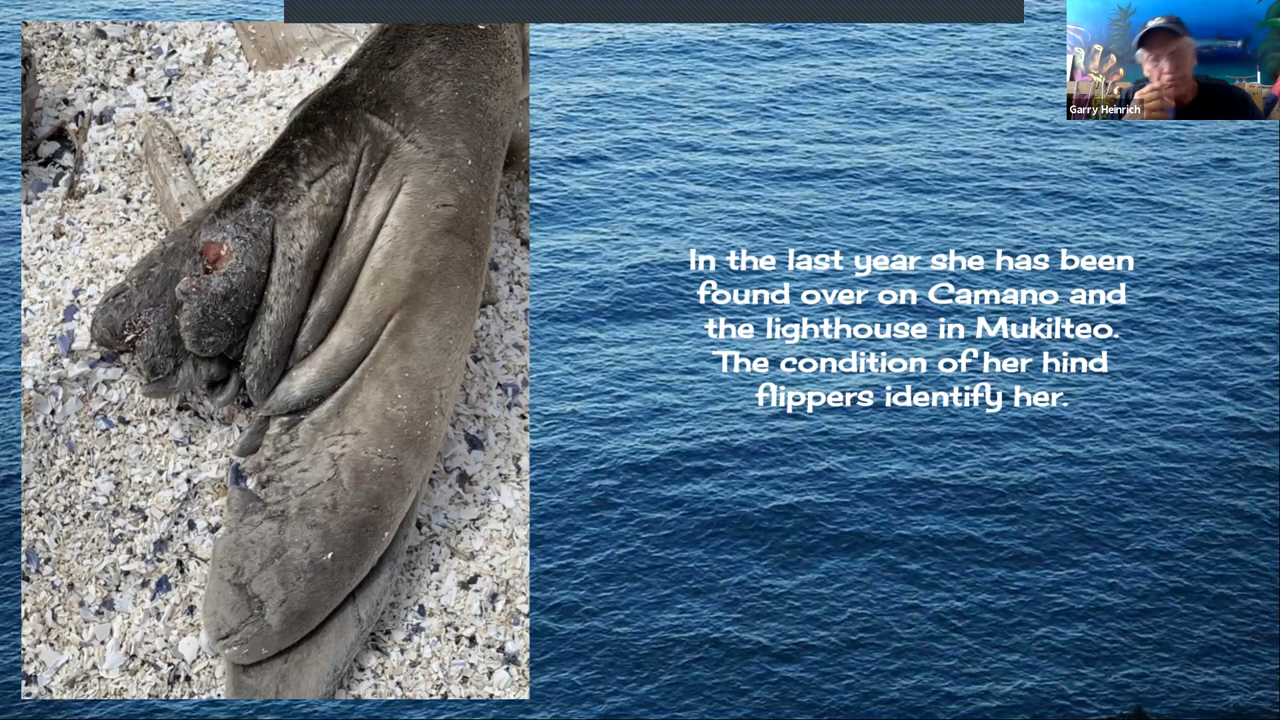 Garry Heinrich
In the last year she has been
found over on Camano and
the lighthouse in Mukilteo.
The condition of her hind
flippers identify her.